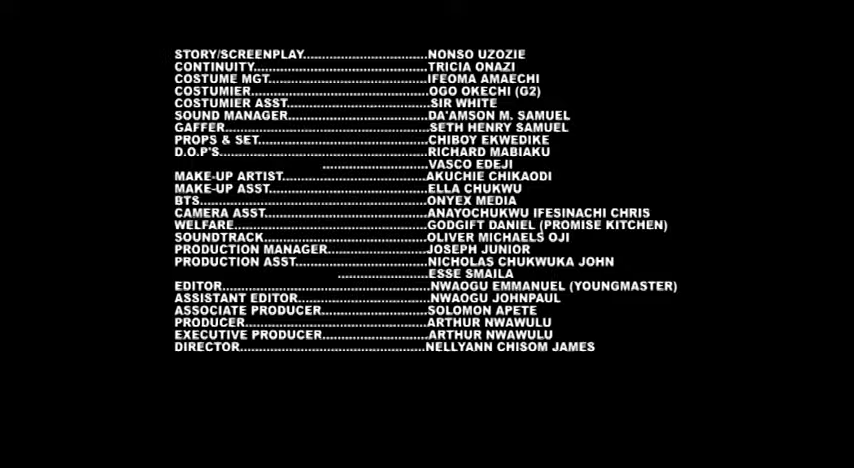 STORY/SCREENPLAY................................NONSO UZOZIE
CONTINUITY.............................................TRICIA ONAZI
COSTUME MGT.........................................IFEOMA AMAECHI
COSTUMIER..............................................OGO OKECHI (G2)
COSTUMIER ASST.....................................SIR WHITE
SOUND MANAGER....................................DA'AMSON M. SAMUEL
GAFFER.....................................................SETH HENRY SAMUEL
PROPS & SET............................................CHIBOY EKWEDIKE
D.O.P'S......................................................RICHARD MABIAKU
...........................VASCO EDEJI
MAKE-UP ARTIST.....................................AKUCHIE CHIKAODI
MAKE-UP ASST.........................................ELLA CHUKWU
BTS...........................................................ONYEX MEDIA
CAMERA ASST..........................................ANAYOCHUKWU IFESINACHI CHRIS
WELFARE..................................................GODGIFT DANIEL (PROMISE KITCHEN)
SOUNDTRACK..........................................OLIVER MICHAELS OJI
PRODUCTION MANAGER.........................JOSEPH JUNIOR
PRODUCTION ASST..................................NICHOLAS CHUKWUKA JOHN
.......................ESSE SMAILA
EDITOR.....................................................NWAOGU EMMANUEL (YOUNGMASTER)
ASSISTANT EDITOR..................................NWAOGU JOHNPAUL
ASSOCIATE PRODUCER...........................SOLOMON APETE
PRODUCER...............................................ARTHUR NWAWULU
EXECUTIVE PRODUCER...........................ARTHUR NWAWULU
DIRECTOR................................................NELLYANN CHISOM JAMES